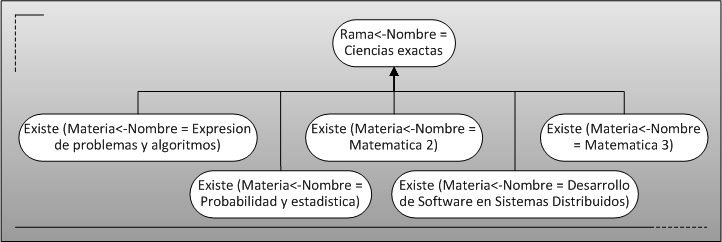 Rama<-Nombre =
Ciencias exactas
Existe (Materia<-Nombre = Expresion
de problemas y algoritmos)
Existe (Materia<-Nombre =
Matematica 2)
Existe (Materia<-Nombre
= Matematica 3)
Existe (Materia<-Nombre =
Probabilidad y estadistica)
Existe (Materia<-Nombre = Desarrollo
de Software en Sistemas Distribuidos)